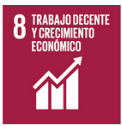 8 TRABAJO DECENTE
Y CRECIMIENTO
ECONÓMICO